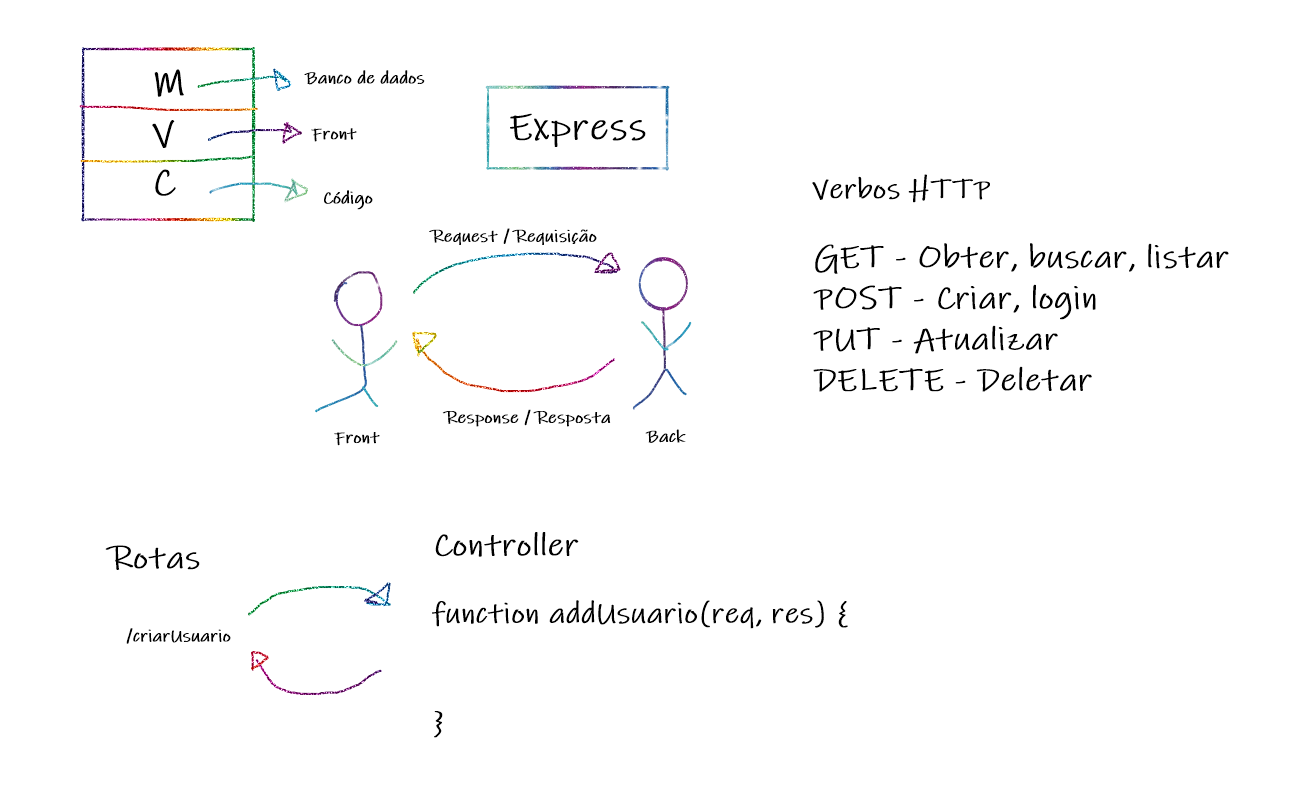 M
Banco de dados
V
Front
C
Código
Express
Verbos HTTP
GET - Obter, buscar, listar
POST - Criar, login
PUT - Atualizar
DELETE - Deletar
Request / Requisição
Response / Resposta
Front
Back
Rotas
/criarUsuario
Controller
function addUsuario(req, res) {
}